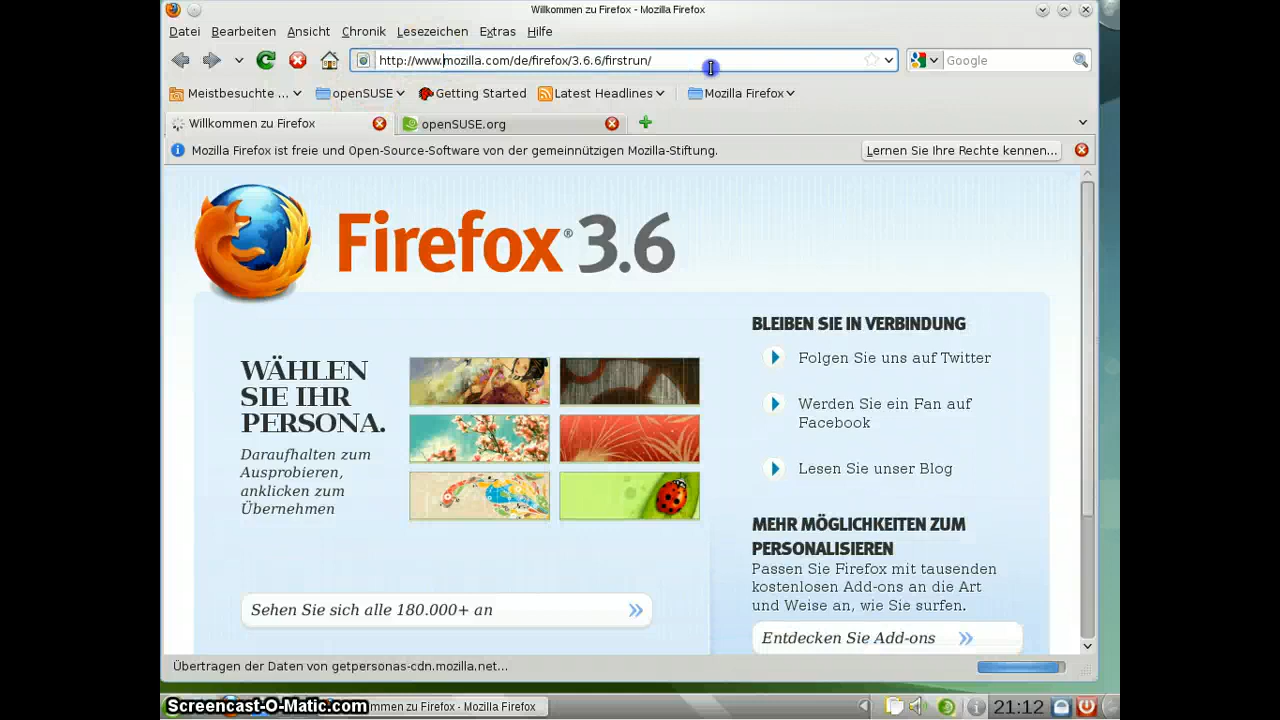 Willkommen zu Firefox - Mozilla Firefox
Datei Bearbeiten Ansicht Chronik Lesezeichen Extras Hilfe
http://www.mozilla.com/de/firefox/3.6.6/firstrun/ Google
Meistbesuchte ... openSUSE Getting Started Latest Headlines Mozilla Firefox
Willkommen zu Firefox openSUSE.org
Mozilla Firefox ist freie und Open-Source-Software von der gemeinnützigen Mozilla-Stiftung. Lernen Sie Ihre Rechte kennen...
Firefox® 3.6
WÄHLEN
SIE IHR
PERSONA.
Daraufhalten zum
Ausprobieren,
anklicken zum
Übernehmen
Sehen Sie sich alle 180.000+ an »
BLEIBEN SIE IN VERBINDUNG
Folgen Sie uns auf Twitter
Werden Sie ein Fan auf
Facebook
Lesen Sie unser Blog
MEHR MÖGLICHKEITEN ZUM
PERSONALISIEREN
Passen Sie Firefox mit tausenden
kostenlosen Add-ons an die Art
und Weise an, wie Sie surfen.
Entdecken Sie Add-ons »
Übertragen der Daten von getpersonas-cdn.mozilla.net...
Screencast-O-Matic.com mmen zu Firefox - Mozilla Firefox 21:12